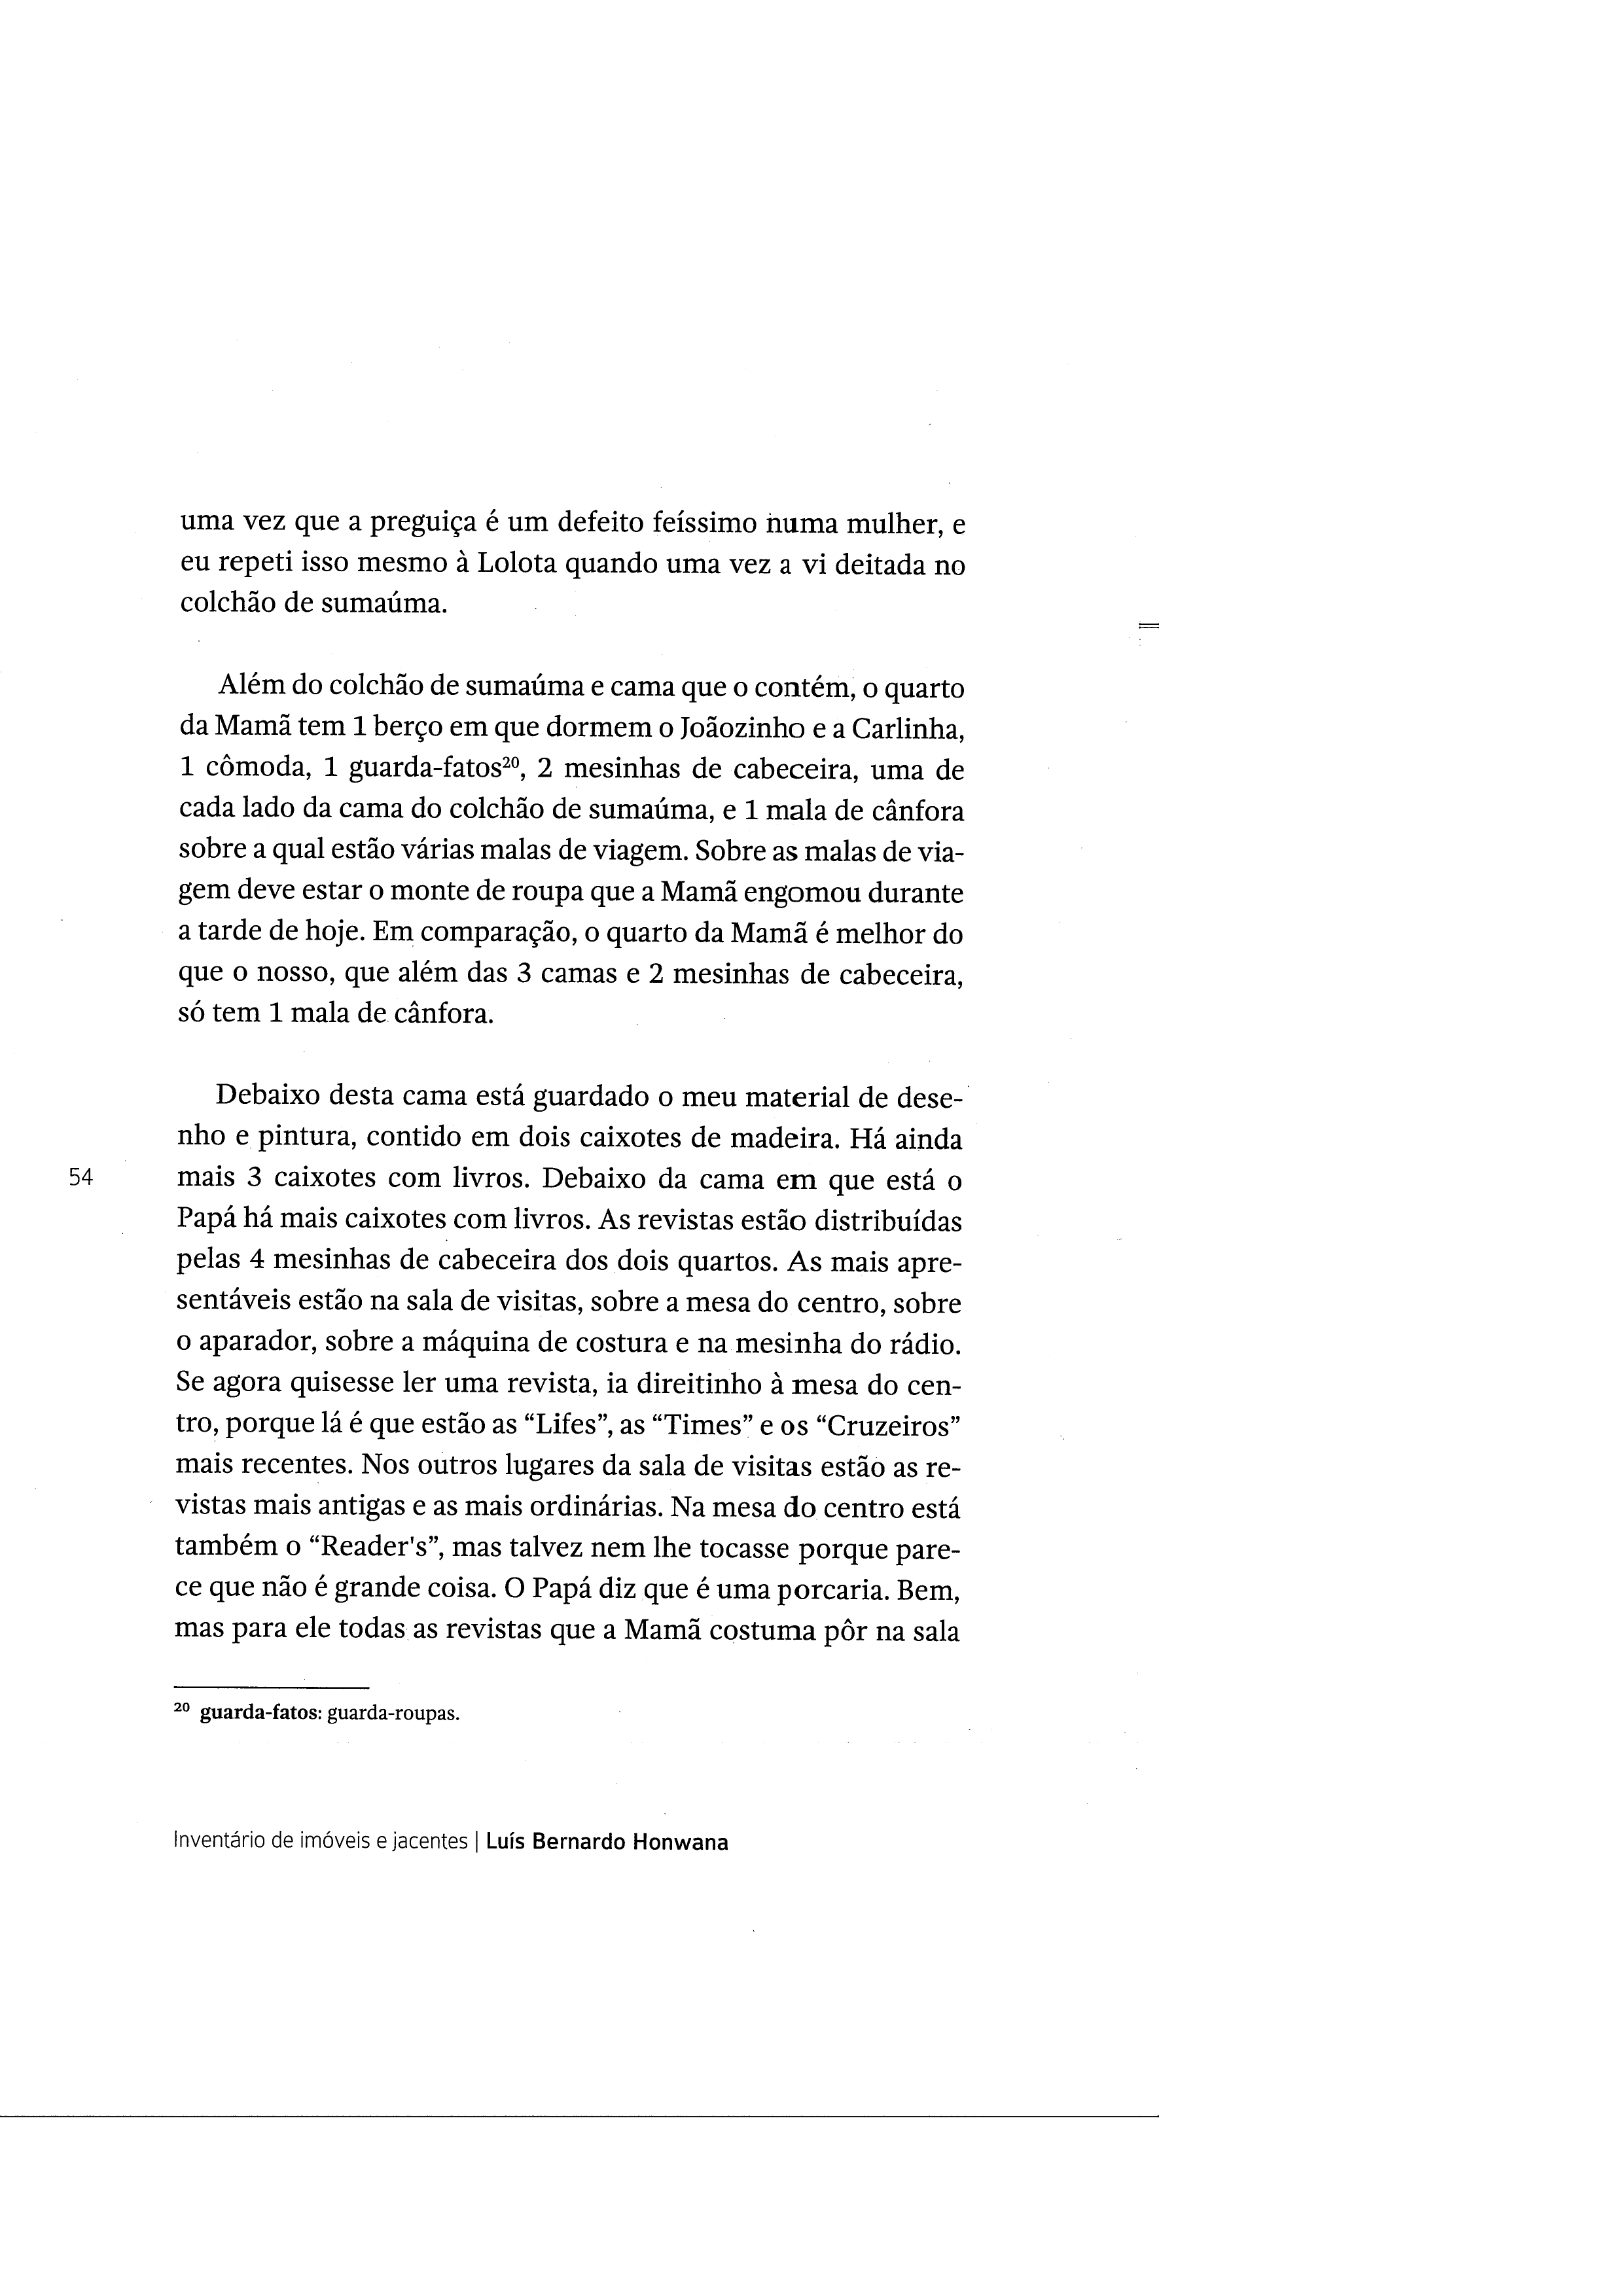 uma vez que a preguiça é um defeito feíssimo numa mulher, e
eu repeti isso mesmo à Lolota quando uma vez a vi deitada no
colchão de sumaúma.
Além do colchão de sumaúma e cama que o contém, o quarto
da Mamã tem 1 berço em que dormem o Joãozinho e a Carlinha,
1 cômoda, 1 guarda-fatos²⁰, 2 mesinhas de cabeceira, uma de
cada lado da cama do colchão de sumaúma, e 1 mala de cânfora
sobre a qual estão várias malas de viagem. Sobre as malas de via-
gem deve estar o monte de roupa que a Mamã engomou durante
a tarde de hoje. Em comparação, o quarto da Mamã é melhor do
que o nosso, que além das 3 camas e 2 mesinhas de cabeceira,
só tem 1 mala de cânfora.
Debaixo desta cama está guardado o meu material de dese-
nho e pintura, contido em dois caixotes de madeira. Há ainda
54
mais 3 caixotes com livros. Debaixo da cama em que está o
Papá há mais caixotes com livros. As revistas estão distribuídas
pelas 4 mesinhas de cabeceira dos dois quartos. As mais apre-
sentáveis estão na sala de visitas, sobre a mesa do centro, sobre
o aparador, sobre a máquina de costura e na mesinha do rádio.
Se agora quisesse ler uma revista, ia direitinho à mesa do cen-
tro, porque lá é que estão as “Lifes”, as “Times” e os “Cruzeiros”
mais recentes. Nos outros lugares da sala de visitas estão as re-
vistas mais antigas e as mais ordinárias. Na mesa do centro está
também o “Reader's”, mas talvez nem lhe tocasse porque pare-
ce que não é grande coisa. O Papá diz que é uma porcaria. Bem,
mas para ele todas as revistas que a Mamã costuma pôr na sala
²⁰ guarda-fatos: guarda-roupas.
Inventário de imóveis e jacentes | Luís Bernardo Honwana